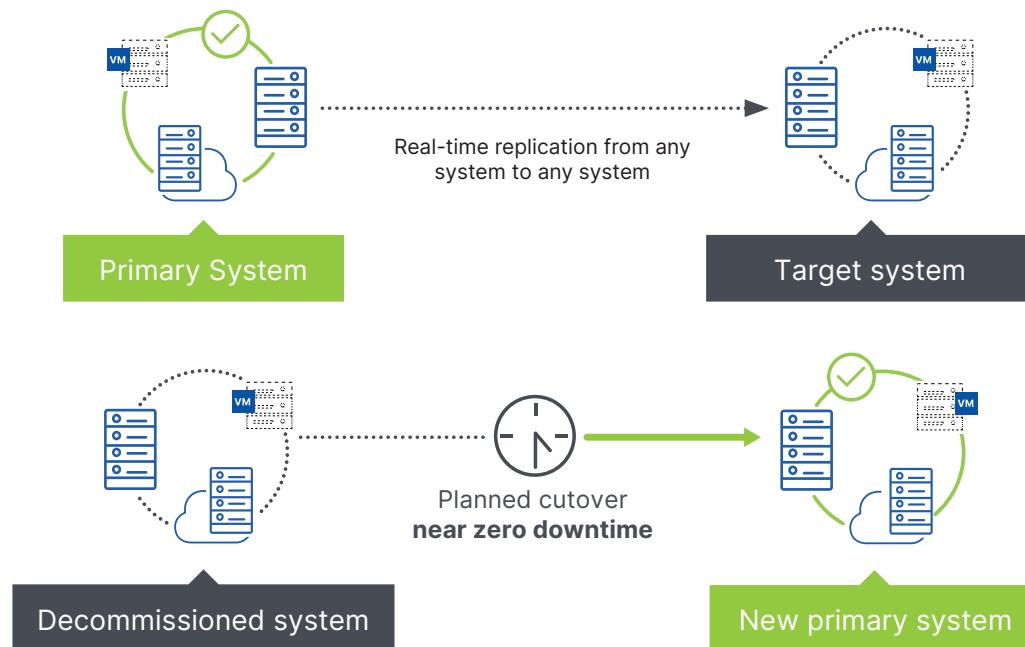 VM
VM
Real-time replication from any
system to any system
Primary System
Target system
VM
VM
Planned cutover
near zero downtime
Decommissioned system
New primary system